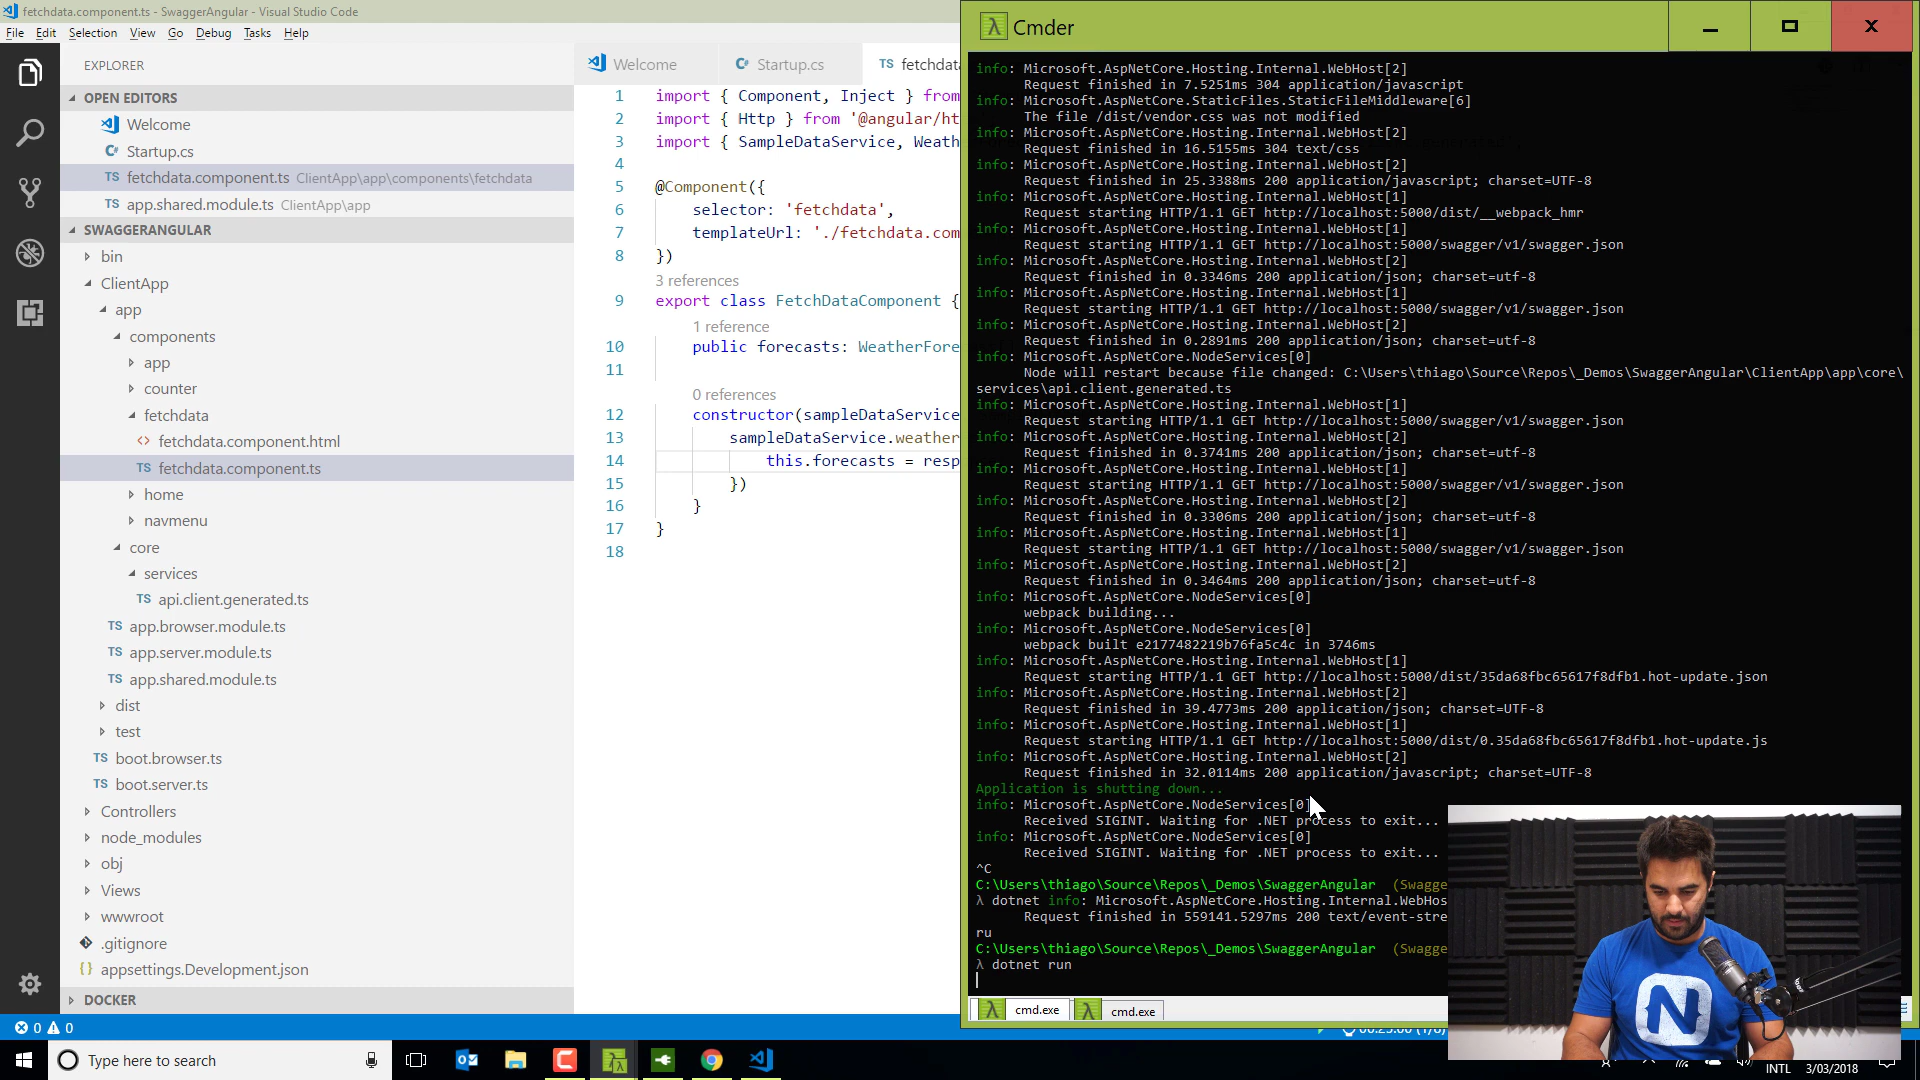 fetchdata.component.ts - SwaggerAngular - Visual Studio Code
File Edit Selection View Go Debug Tasks Help
EXPLORER
OPEN EDITORS
Welcome
Startup.cs
fetchdata.component.ts ClientApp\app\components\fetchdata
app.shared.module.ts ClientApp\app
SWAGGERANGULAR
bin
ClientApp
app
components
app
counter
fetchdata
fetchdata.component.html
fetchdata.component.ts
home
navmenu
core
services
api.client.generated.ts
app.browser.module.ts
app.server.module.ts
app.shared.module.ts
dist
test
boot.browser.ts
boot.server.ts
Controllers
node_modules
obj
Views
wwwroot
.gitignore
appsettings.Development.json
DOCKER
0 0
Welcome Startup.cs fetchdata
1 import { Component, Inject } from
2 import { Http } from '@angular/ht
3 import { SampleDataService, Weath
4
5 @Component({
6 selector: 'fetchdata',
7 templateUrl: './fetchdata.com
8 })
3 references
9 export class FetchDataComponent {
1 reference
10 public forecasts: WeatherFore
11
0 references
12 constructor(sampleDataService
13 sampleDataService.weather
14 this.forecasts = resp
15 })
16 }
17 }
18
Cmder
info: Microsoft.AspNetCore.Hosting.Internal.WebHost[2]
Request finished in 7.5251ms 304 application/javascript
info: Microsoft.AspNetCore.StaticFiles.StaticFileMiddleware[6]
The file /dist/vendor.css was not modified
info: Microsoft.AspNetCore.Hosting.Internal.WebHost[2]
Request finished in 16.5155ms 304 text/css
info: Microsoft.AspNetCore.Hosting.Internal.WebHost[2]
Request finished in 25.3388ms 200 application/javascript; charset=UTF-8
info: Microsoft.AspNetCore.Hosting.Internal.WebHost[1]
Request starting HTTP/1.1 GET http://localhost:5000/dist/__webpack_hmr
info: Microsoft.AspNetCore.Hosting.Internal.WebHost[1]
Request starting HTTP/1.1 GET http://localhost:5000/swagger/v1/swagger.json
info: Microsoft.AspNetCore.Hosting.Internal.WebHost[2]
Request finished in 0.3346ms 200 application/json; charset=utf-8
info: Microsoft.AspNetCore.Hosting.Internal.WebHost[1]
Request starting HTTP/1.1 GET http://localhost:5000/swagger/v1/swagger.json
info: Microsoft.AspNetCore.Hosting.Internal.WebHost[2]
Request finished in 0.2891ms 200 application/json; charset=utf-8
info: Microsoft.AspNetCore.NodeServices[0]
Node will restart because file changed: C:\Users\thiago\Source\Repos\_Demos\SwaggerAngular\ClientApp\app\core\
services\api.client.generated.ts
info: Microsoft.AspNetCore.Hosting.Internal.WebHost[1]
Request starting HTTP/1.1 GET http://localhost:5000/swagger/v1/swagger.json
info: Microsoft.AspNetCore.Hosting.Internal.WebHost[2]
Request finished in 0.3741ms 200 application/json; charset=utf-8
info: Microsoft.AspNetCore.Hosting.Internal.WebHost[1]
Request starting HTTP/1.1 GET http://localhost:5000/swagger/v1/swagger.json
info: Microsoft.AspNetCore.Hosting.Internal.WebHost[2]
Request finished in 0.3306ms 200 application/json; charset=utf-8
info: Microsoft.AspNetCore.Hosting.Internal.WebHost[1]
Request starting HTTP/1.1 GET http://localhost:5000/swagger/v1/swagger.json
info: Microsoft.AspNetCore.Hosting.Internal.WebHost[2]
Request finished in 0.3464ms 200 application/json; charset=utf-8
info: Microsoft.AspNetCore.NodeServices[0]
webpack building...
info: Microsoft.AspNetCore.NodeServices[0]
webpack built e2177482219b76fa5c4c in 3746ms
info: Microsoft.AspNetCore.Hosting.Internal.WebHost[1]
Request starting HTTP/1.1 GET http://localhost:5000/dist/35da68fbc65617f8dfb1.hot-update.json
info: Microsoft.AspNetCore.Hosting.Internal.WebHost[2]
Request finished in 39.4773ms 200 application/json; charset=UTF-8
info: Microsoft.AspNetCore.Hosting.Internal.WebHost[1]
Request starting HTTP/1.1 GET http://localhost:5000/dist/0.35da68fbc65617f8dfb1.hot-update.js
info: Microsoft.AspNetCore.Hosting.Internal.WebHost[2]
Request finished in 32.0114ms 200 application/javascript; charset=UTF-8
Application is shutting down...
info: Microsoft.AspNetCore.NodeServices[0]
Received SIGINT. Waiting for .NET process to exit...
info: Microsoft.AspNetCore.NodeServices[0]
Received SIGINT. Waiting for .NET process to exit...
^C
C:\Users\thiago\Source\Repos\_Demos\SwaggerAngular (Swagge
λ dotnet info: Microsoft.AspNetCore.Hosting.Internal.WebHos
Request finished in 559141.5297ms 200 text/event-stre
ru
C:\Users\thiago\Source\Repos\_Demos\SwaggerAngular (Swagge
λ dotnet run
cmd.exe cmd.exe
N
Type here to search
INTL 3/03/2018